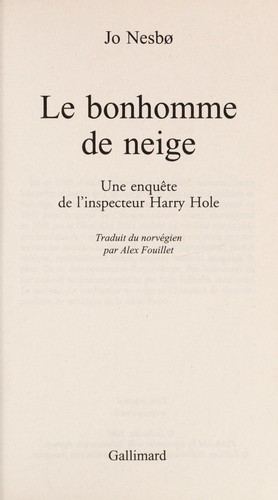 Jo Nesbø
Le bonhomme
de neige
Une enquête
de l'inspecteur Harry Hole
Traduit du norvégien
par Alex Fouillet
Gallimard